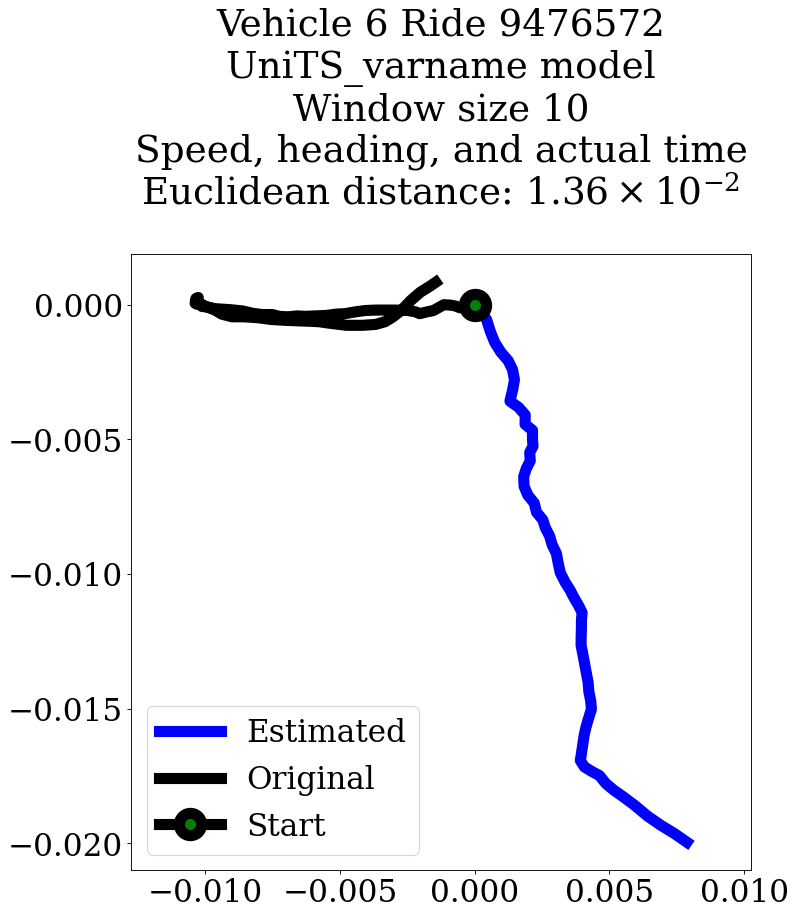 Vehicle 6 Ride 9476572
UniTS_varname model
Window size 10
Speed, heading, and actual time
Euclidean distance: 1.36 × 10⁻²
0.000
−0.005
−0.010
−0.015
−0.020
Estimated
Original
Start
−0.010 −0.005 0.000 0.005 0.010